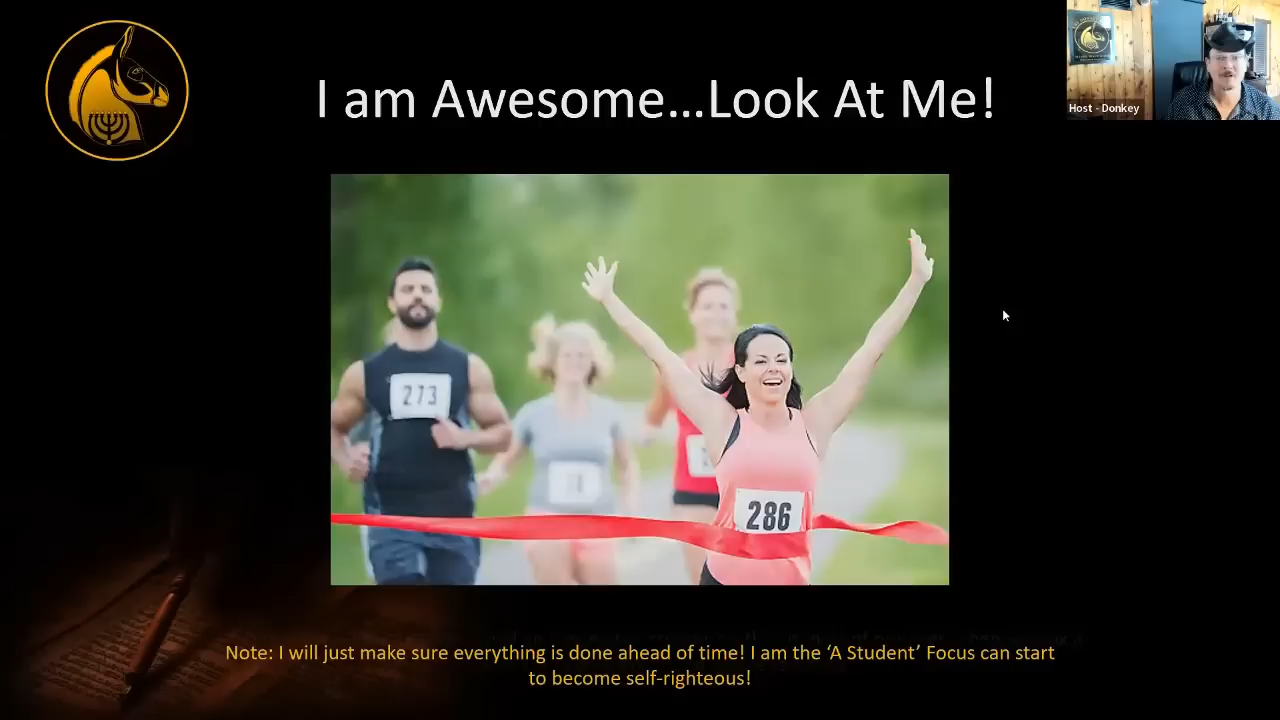 I am Awesome...Look At Me!
Host - Donkey
273
286
Note: I will just make sure everything is done ahead of time! I am the ‘A Student’ Focus can start
to become self-righteous!